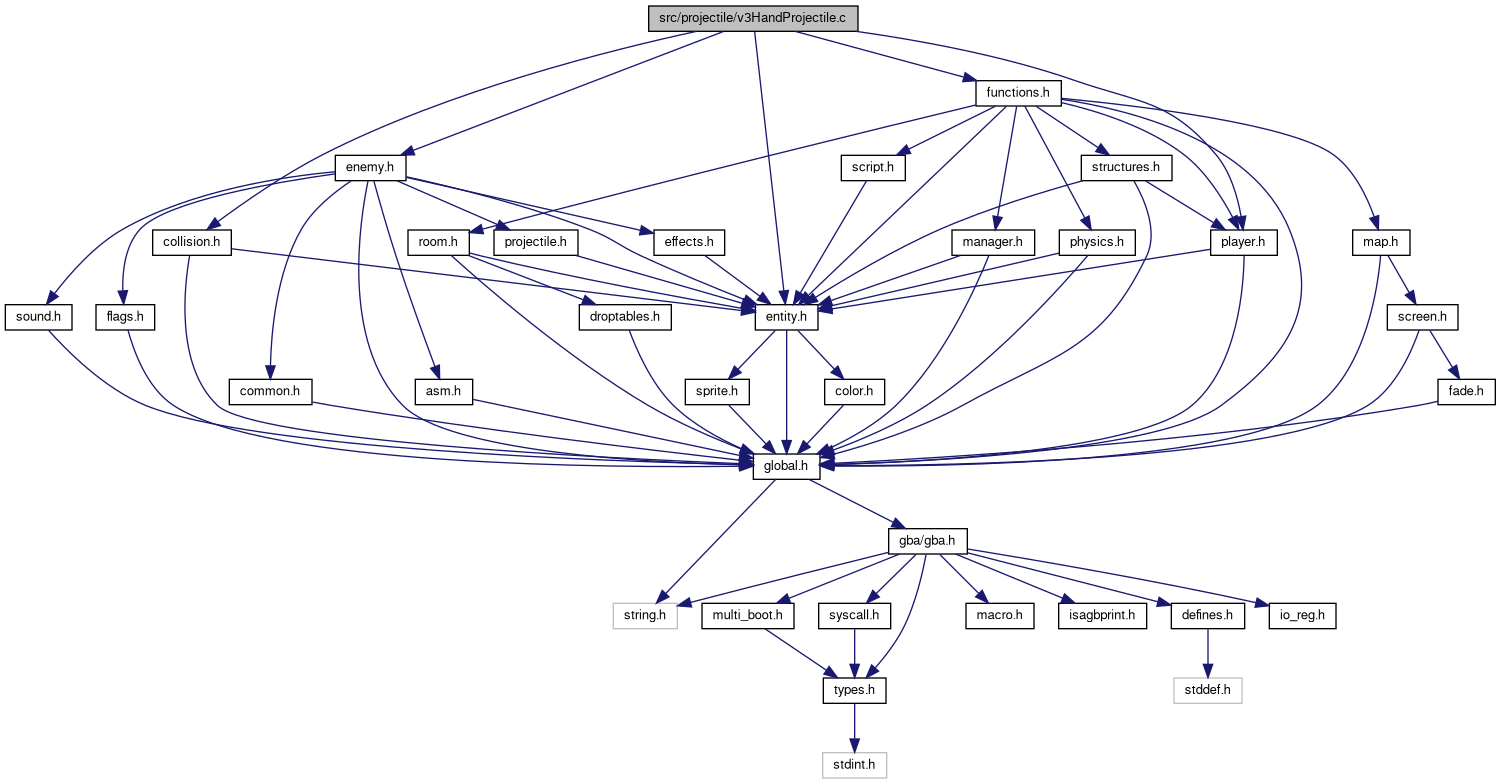 src/projectile/v3HandProjectile.c
functions.h
enemy.h
script.h
structures.h
collision.h
room.h
projectile.h
effects.h
manager.h
physics.h
player.h
map.h
sound.h
flags.h
droptables.h
entity.h
screen.h
common.h
asm.h
sprite.h
color.h
fade.h
global.h
gba/gba.h
string.h
multi_boot.h
syscall.h
macro.h
isagbprint.h
defines.h
io_reg.h
types.h
stddef.h
stdint.h